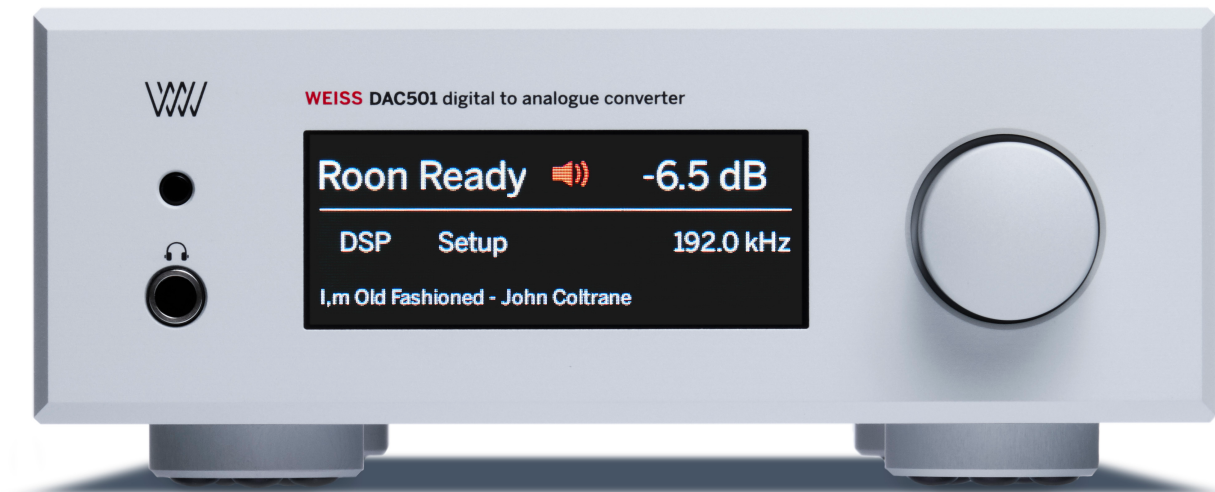 WEISS DAC501 digital to analogue converter
Roon Ready -6.5 dB
DSP Setup 192.0 kHz
I,m Old Fashioned - John Coltrane